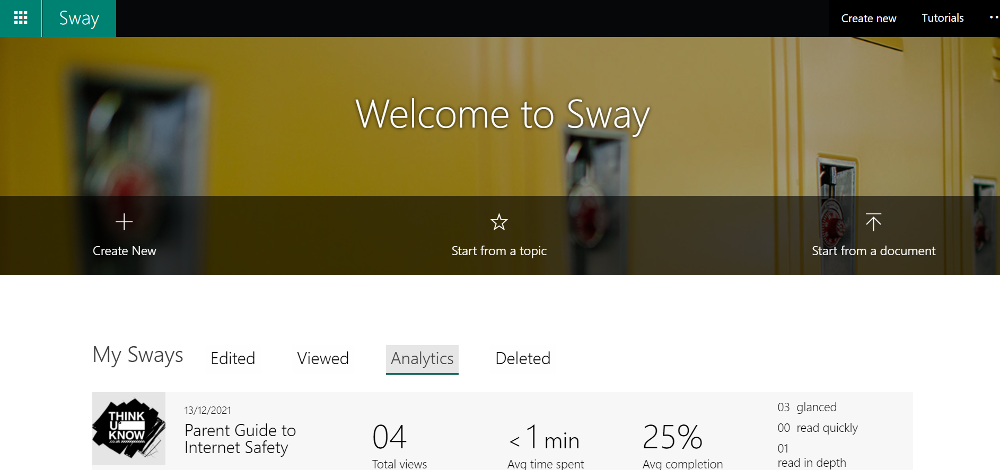 Sway
Create new
Tutorials
Welcome to Sway
Create New
Start from a topic
Start from a document
My Sways
Edited
Viewed
Analytics
Deleted
THINK
U
KNOW
.co.uk
13/12/2021
Parent Guide to
Internet Safety
04
Total views
< 1 min
Avg time spent
25%
Avg completion
03 glanced
00 read quickly
01
read in depth